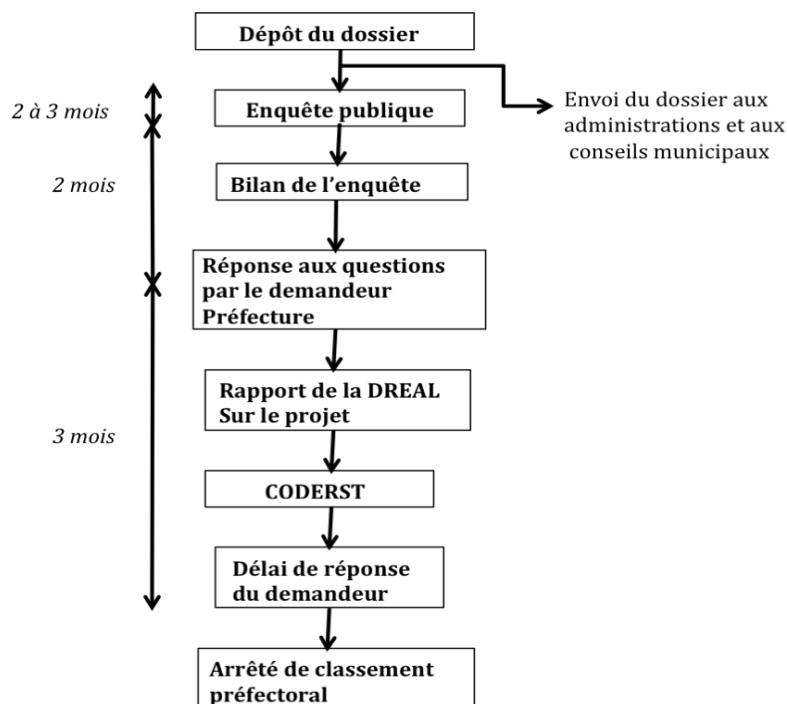 Dépôt du dossier
Envoi du dossier aux
administrations et aux
conseils municipaux
2 à 3 mois
Enquête publique
2 mois
Bilan de l’enquête
Réponse aux questions
par le demandeur
Préfecture
Rapport de la DREAL
Sur le projet
3 mois
CODERST
Délai de réponse
du demandeur
Arrêté de classement
préfectoral